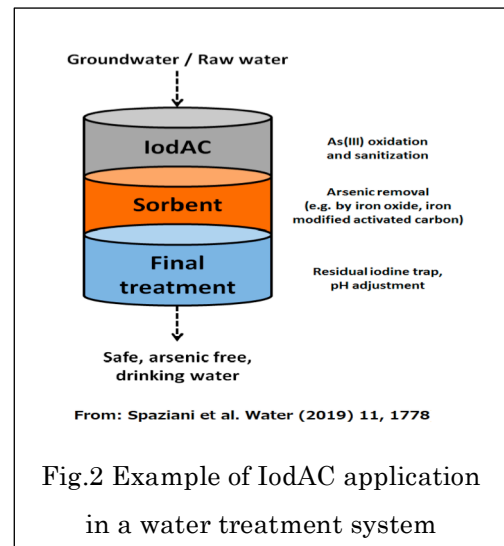 Groundwater / Raw water
IodAC
As(III) oxidation
and sanitization
Sorbent
Arsenic removal
(e.g. by iron oxide, iron
modified activated carbon)
Final
treatment
Residual iodine trap,
pH adjustment
Safe, arsenic free,
drinking water
From: Spaziani et al. Water (2019) 11, 1778
Fig.2 Example of IodAC application
in a water treatment system